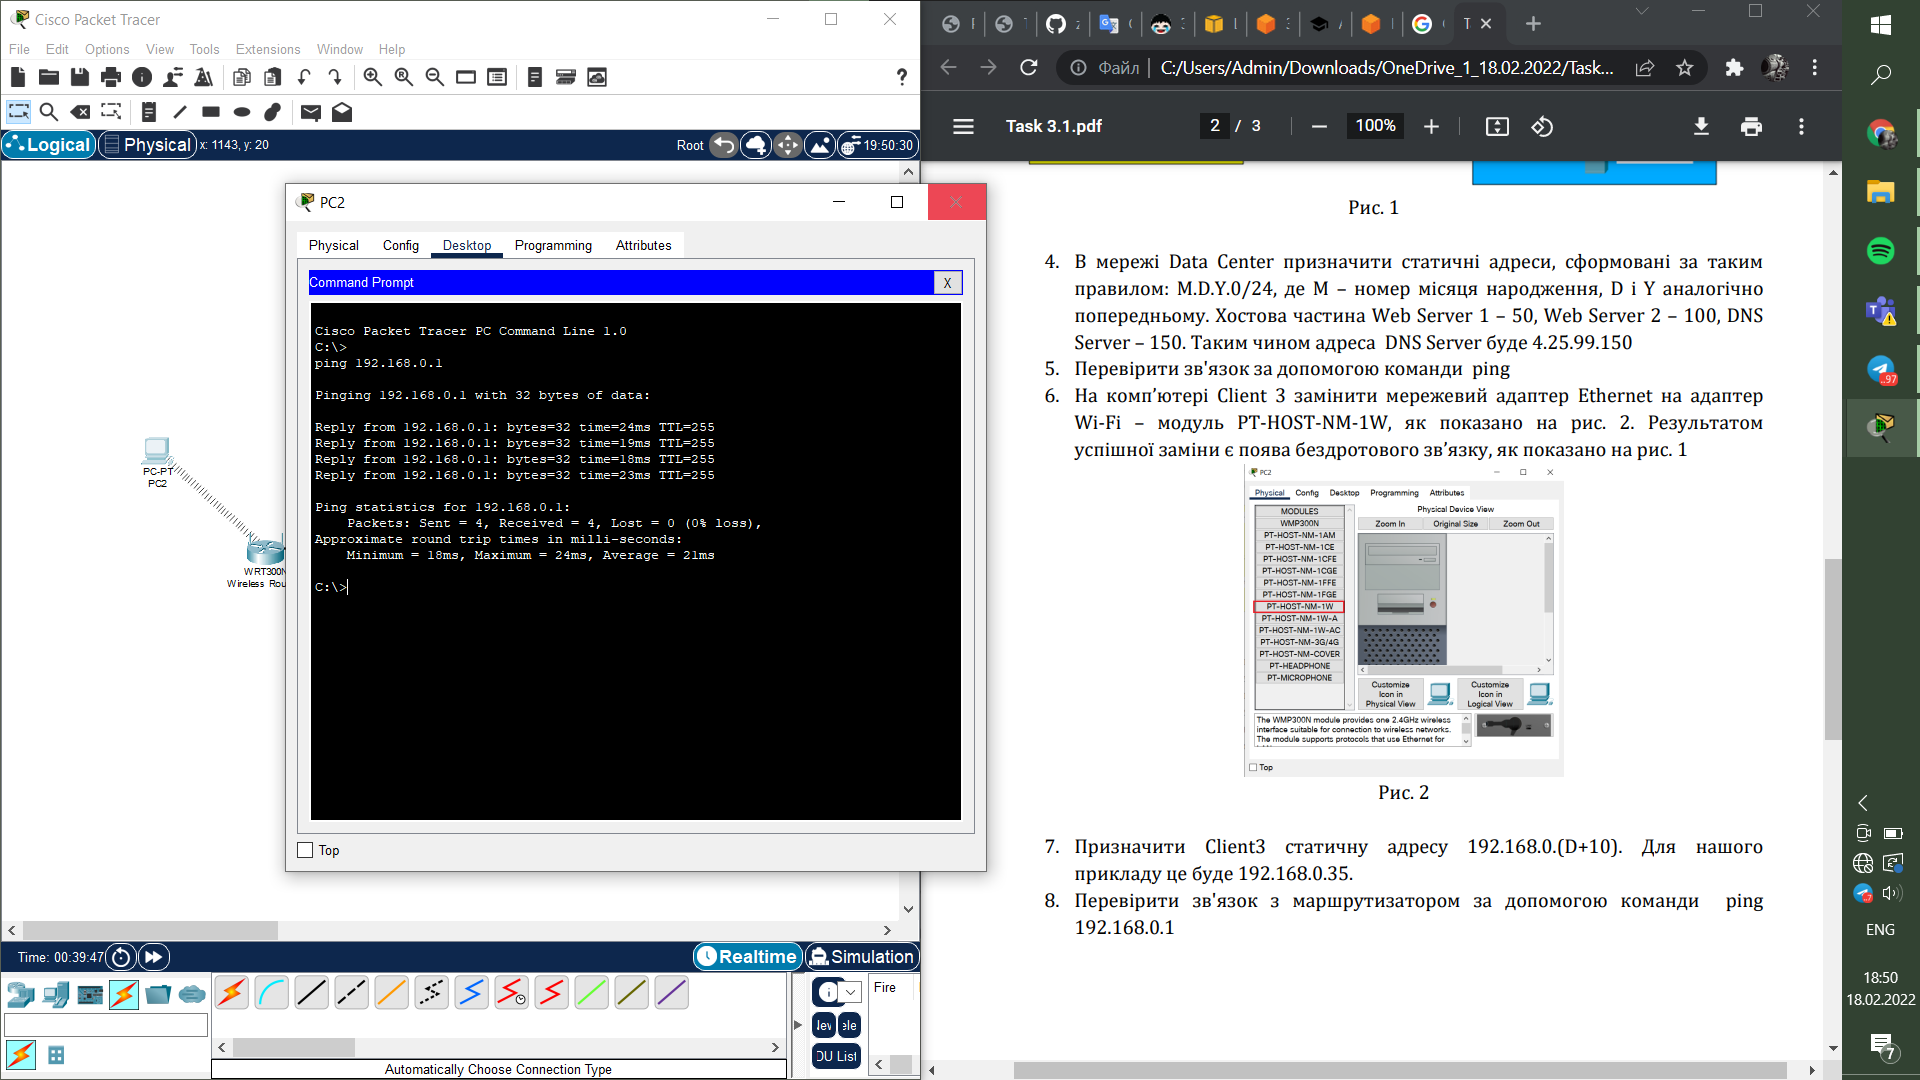 Cisco Packet Tracer
File Edit Options View Tools Extensions Window Help
?
Logical Physical x: 1143, y: 20 Root 19:50:30
PC-PT
PC2
WRT300N
Wireless Rou
PC2
Physical Config Desktop Programming Attributes
Command Prompt X
Cisco Packet Tracer PC Command Line 1.0
C:\>
ping 192.168.0.1
Pinging 192.168.0.1 with 32 bytes of data:
Reply from 192.168.0.1: bytes=32 time=24ms TTL=255
Reply from 192.168.0.1: bytes=32 time=19ms TTL=255
Reply from 192.168.0.1: bytes=32 time=18ms TTL=255
Reply from 192.168.0.1: bytes=32 time=23ms TTL=255
Ping statistics for 192.168.0.1:
Packets: Sent = 4, Received = 4, Lost = 0 (0% loss),
Approximate round trip times in milli-seconds:
Minimum = 18ms, Maximum = 24ms, Average = 21ms
C:\>
Top
Time: 00:39:47 Realtime Simulation
Fire
DU List
Automatically Choose Connection Type
Файл C:/Users/Admin/Downloads/OneDrive_1_18.02.2022/Task...
Task 3.1.pdf 2 / 3 100%
Рис. 1
4. В мережі Data Center призначити статичні адреси, сформовані за таким
правилом: M.D.Y.0/24, де M – номер місяця народження, D і Y аналогічно
попередньому. Хостова частина Web Server 1 – 50, Web Server 2 – 100, DNS
Server – 150. Таким чином адреса DNS Server буде 4.25.99.150
5. Перевірити зв'язок за допомогою команди ping
6. На комп’ютері Client 3 замінити мережевий адаптер Ethernet на адаптер
Wi-Fi – модуль PT-HOST-NM-1W, як показано на рис. 2. Результатом
успішної заміни є поява бездротового зв’язку, як показано на рис. 1
PC2
Physical Config Desktop Programming Attributes
MODULES
WMP300N
PT-HOST-NM-1AM
PT-HOST-NM-1CE
PT-HOST-NM-1CFE
PT-HOST-NM-1CGE
PT-HOST-NM-1FFE
PT-HOST-NM-1FGE
PT-HOST-NM-1W
PT-HOST-NM-1W-A
PT-HOST-NM-1W-AC
PT-HOST-NM-3G/4G
PT-HOST-NM-COVER
PT-HEADPHONE
PT-MICROPHONE
Physical Device View
Zoom In Original Size Zoom Out
Customize
Icon in
Physical View
Customize
Icon in
Logical View
The WMP300N module provides one 2.4GHz wireless
interface suitable for connection to wireless networks.
The module supports protocols that use Ethernet for
Top
Рис. 2
7. Призначити Client3 статичну адресу 192.168.0.(D+10). Для нашого
прикладу це буде 192.168.0.35.
8. Перевірити зв'язок з маршрутизатором за допомогою команди ping
192.168.0.1
97
ENG
18:50
18.02.2022
7